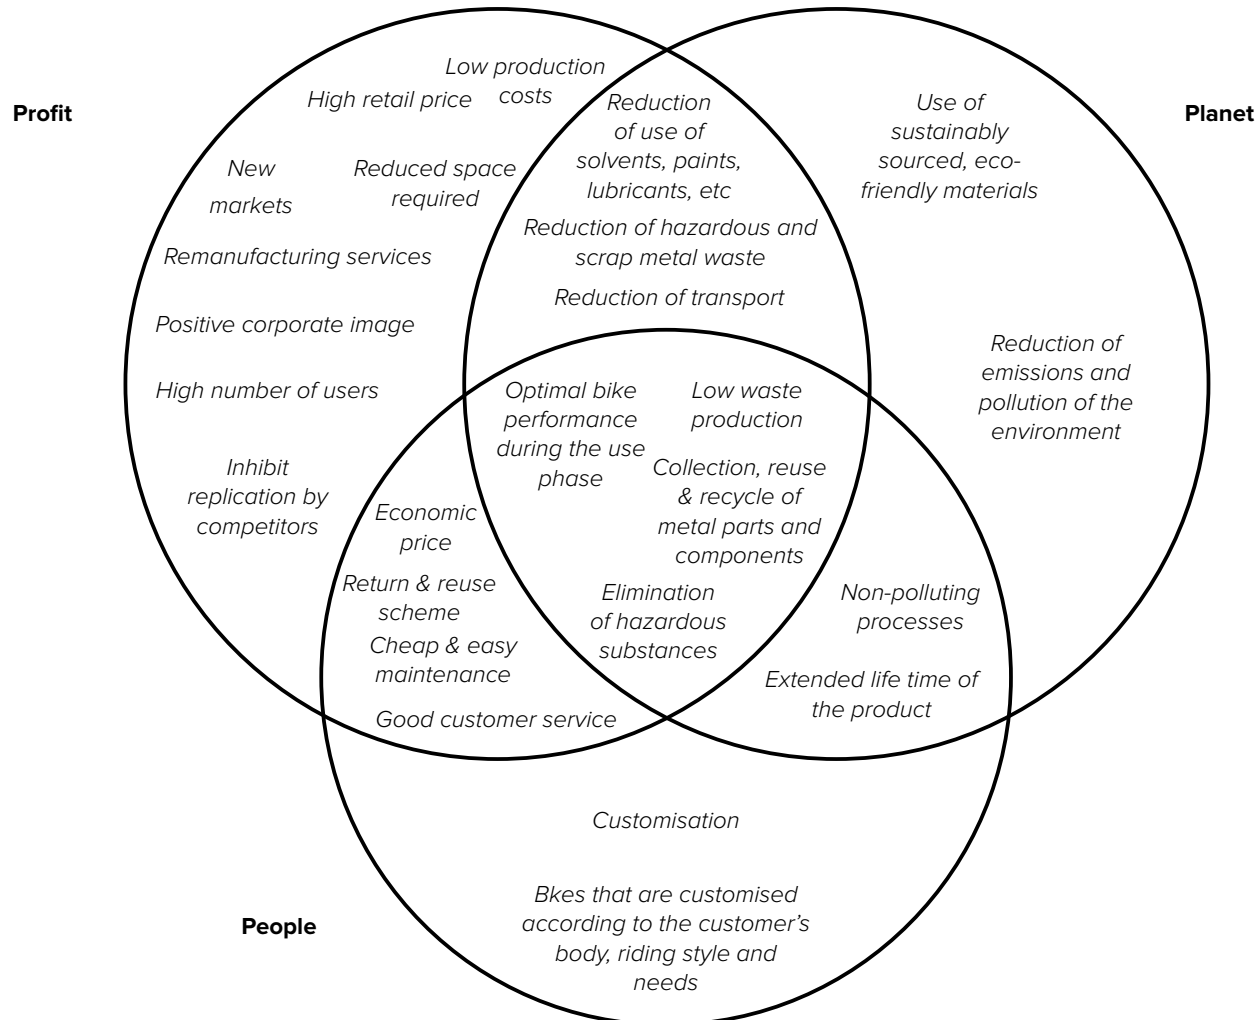 Profit
Low production
costs
High retail price
New
markets
Reduced space
required
Remanufacturing services
Positive corporate image
High number of users
Inhibit
replication by
competitors
Reduction
of use of
solvents, paints,
lubricants, etc
Reduction of hazardous and
scrap metal waste
Reduction of transport
Planet
Use of
sustainably
sourced, eco-
friendly materials
Reduction of
emissions and
pollution of the
environment
Optimal bike
performance
during the use
phase
Low waste
production
Collection, reuse
& recycle of
metal parts and
components
Elimination
of hazardous
substances
Economic
price
Return & reuse
scheme
Cheap & easy
maintenance
Good customer service
Non-polluting
processes
Extended life time of
the product
People
Customisation
Bkes that are customised
according to the customer’s
body, riding style and
needs